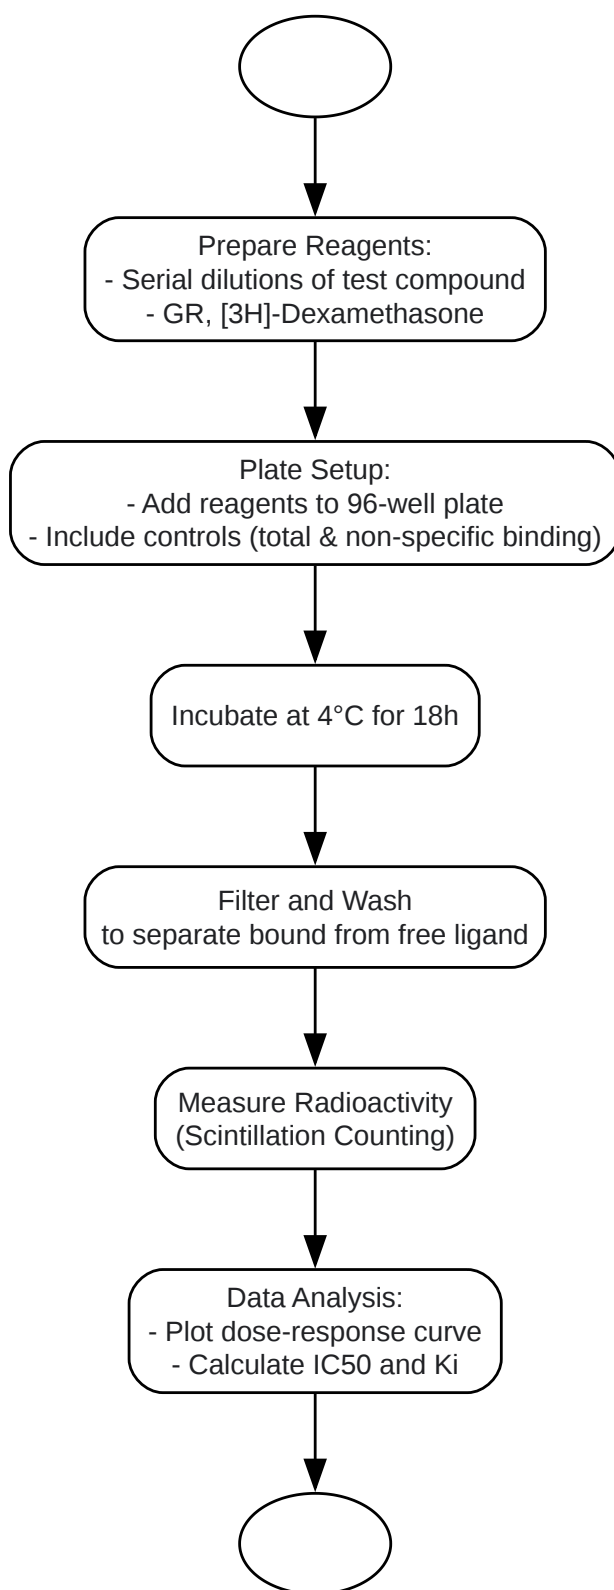 Prepare Reagents:
- Serial dilutions of test compound
- GR, [3H]-Dexamethasone
Plate Setup:
- Add reagents to 96-well plate
- Include controls (total & non-specific binding)
Incubate at 4°C for 18h
Filter and Wash
to separate bound from free ligand
Measure Radioactivity
(Scintillation Counting)
Data Analysis:
- Plot dose-response curve
- Calculate IC50 and Ki